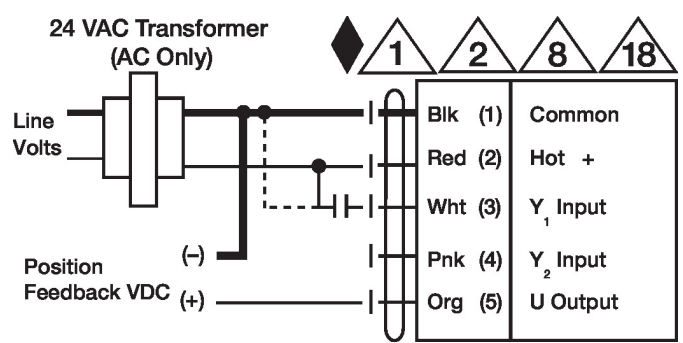 24 VAC Transformer
(AC Only)
1 2 8 18
Line
Volts
Blk (1) Common
Red (2) Hot +
Wht (3) Y1 Input
Pnk (4) Y2 Input
Org (5) U Output
(–)
Position
Feedback VDC (+)